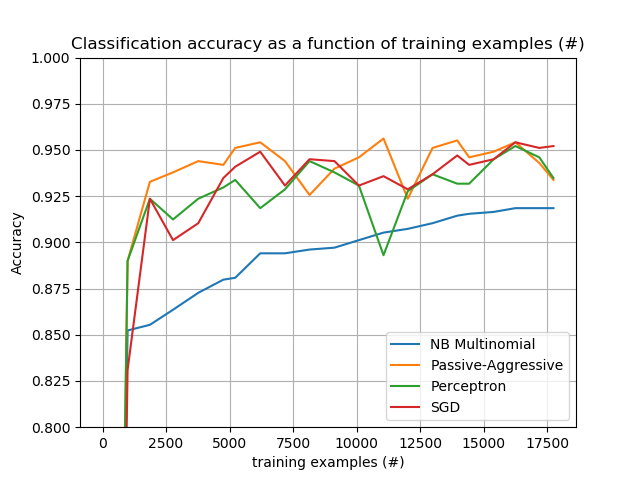 Classification accuracy as a function of training examples (#)
1.000
0.975
0.950
0.925
0.900
0.875
0.850
0.825
0.800
Accuracy
NB Multinomial
Passive-Aggressive
Perceptron
SGD
0 2500 5000 7500 10000 12500 15000 17500
training examples (#)